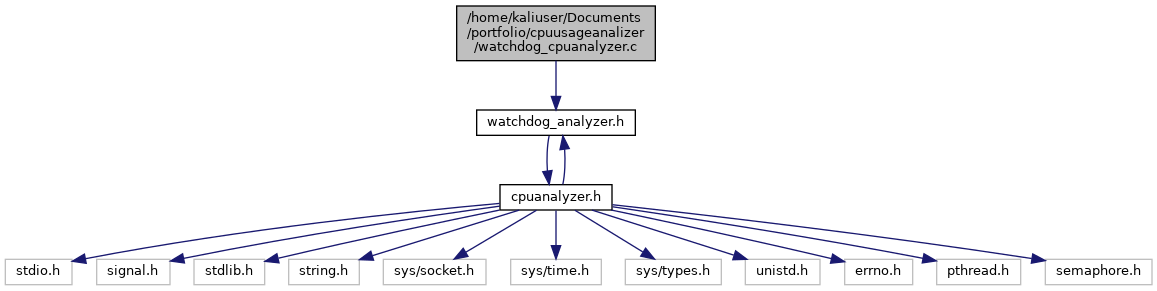 /home/kaliuser/Documents
/portfolio/cpuusageanalizer
/watchdog_cpuanalyzer.c
watchdog_analyzer.h
cpuanalyzer.h
stdio.h
signal.h
stdlib.h
string.h
sys/socket.h
sys/time.h
sys/types.h
unistd.h
errno.h
pthread.h
semaphore.h